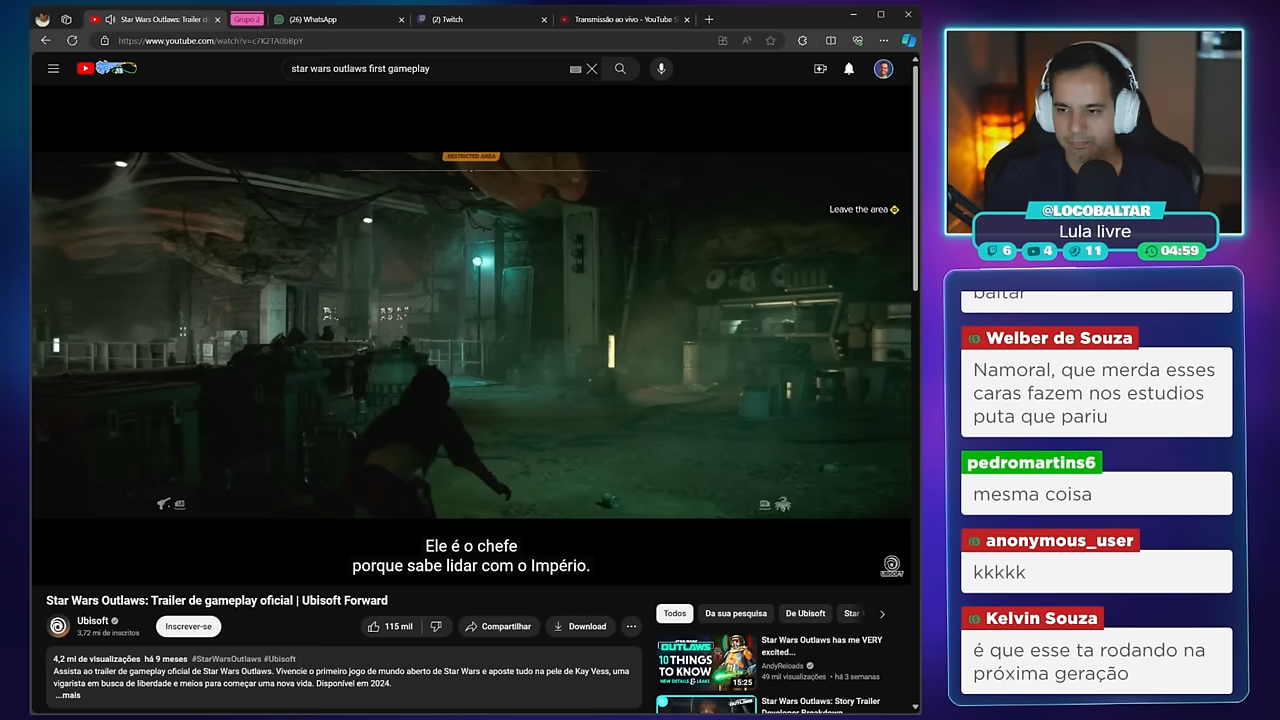 Star Wars Outlaws: Trailer d
Grupo 2
(26) WhatsApp
(2) Twitch
Transmissão ao vivo - YouTube S
https://www.youtube.com/watch?v=c7K2TA0bBpY
star wars outlaws first gameplay
RESTRICTED AREA
Leave the area
Ele é o chefe
porque sabe lidar com o Império.
UBISOFT
Star Wars Outlaws: Trailer de gameplay oficial | Ubisoft Forward
Ubisoft
3,72 mi de inscritos
Inscrever-se
115 mil
Compartilhar
Download
4,2 mi de visualizações há 9 meses #StarWarsOutlaws #Ubisoft
Assista ao trailer de gameplay oficial de Star Wars Outlaws. Vivencie o primeiro jogo de mundo aberto de Star Wars e aposte tudo na pele de Kay Vess, uma
vigarista em busca de liberdade e meios para começar uma nova vida. Disponível em 2024.
...mais
Todos
Da sua pesquisa
De Ubisoft
Star
OUTLAWS
10 THINGS
TO KNOW
NEW DETAILS & LEAKS
15:25
Star Wars Outlaws has me VERY
excited...
AndyReloads
49 mil visualizações • há 3 semanas
Star Wars Outlaws: Story Trailer
Developer Breakdown
@LOCOBALTAR
Lula livre
6
4
11
04:59
baltar
Welber de Souza
Namoral, que merda esses
caras fazem nos estudios
puta que pariu
pedromartins6
mesma coisa
anonymous_user
kkkkk
Kelvin Souza
é que esse ta rodando na
próxima geração